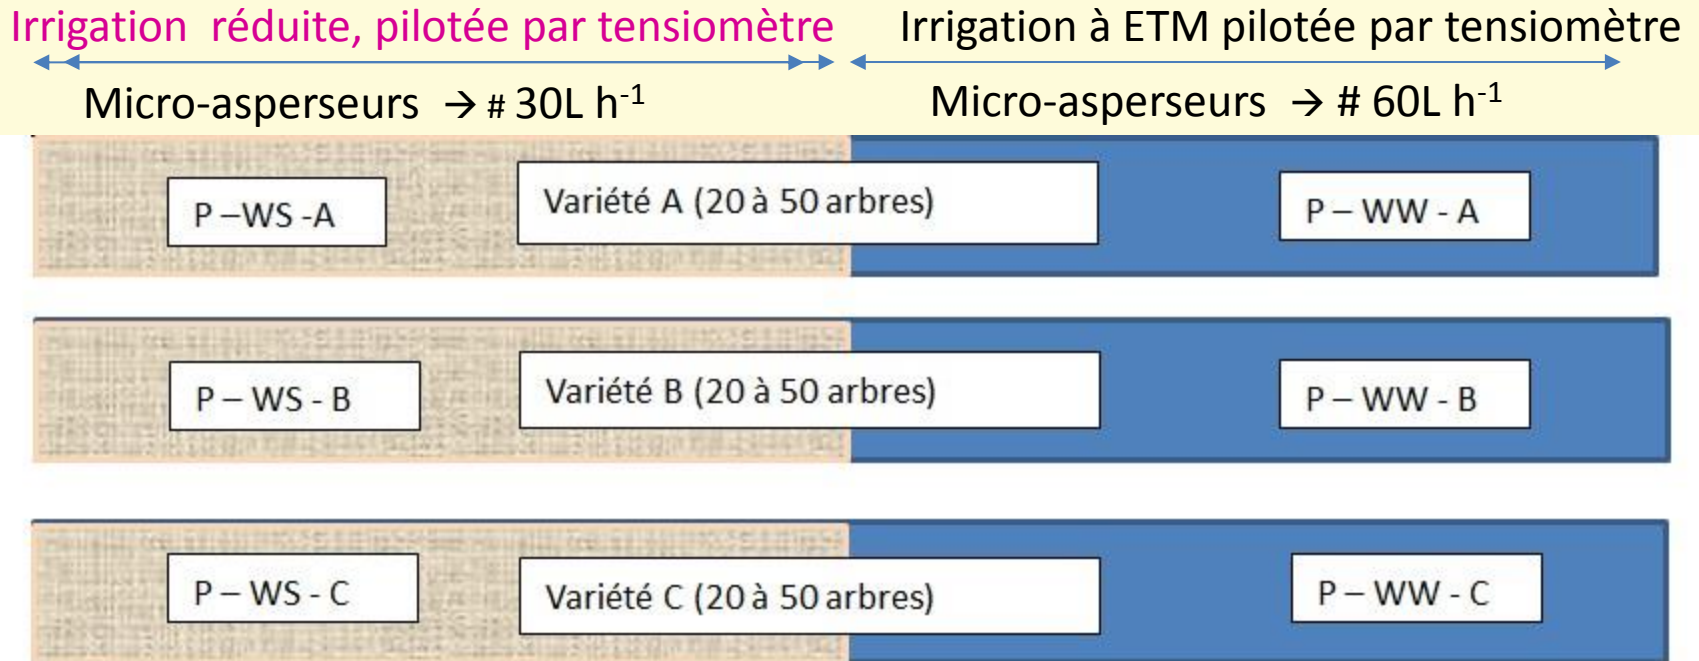 Irrigation réduite, pilotée par tensiomètre
Irrigation à ETM pilotée par tensiomètre
Micro-asperseurs → # 30L h⁻¹
Micro-asperseurs → # 60L h⁻¹
P –WS -A
Variété A (20 à 50 arbres)
P – WW - A
P – WS - B
Variété B (20 à 50 arbres)
P – WW - B
P – WS - C
Variété C (20 à 50 arbres)
P – WW - C